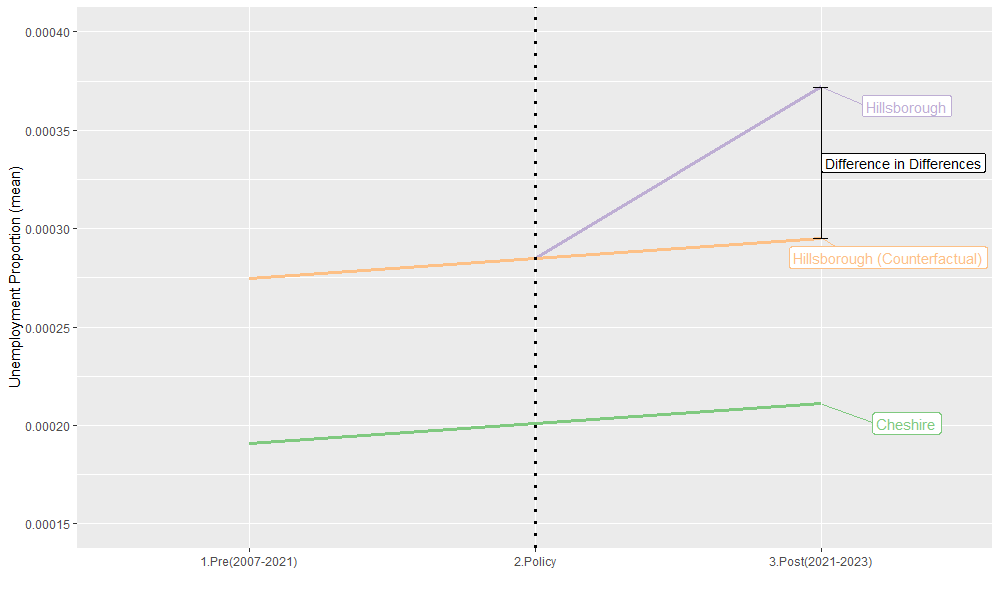 0.00040
0.00035
0.00030
0.00025
0.00020
0.00015
Unemployment Proportion (mean)
Hillsborough
Difference in Differences
Hillsborough (Counterfactual)
Cheshire
1.Pre(2007-2021)
2.Policy
3.Post(2021-2023)